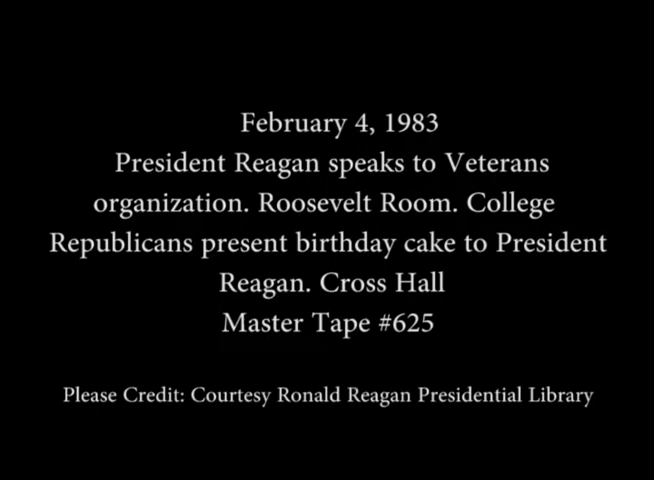 February 4, 1983
President Reagan speaks to Veterans
organization. Roosevelt Room. College
Republicans present birthday cake to President
Reagan. Cross Hall
Master Tape #625
Please Credit: Courtesy Ronald Reagan Presidential Library